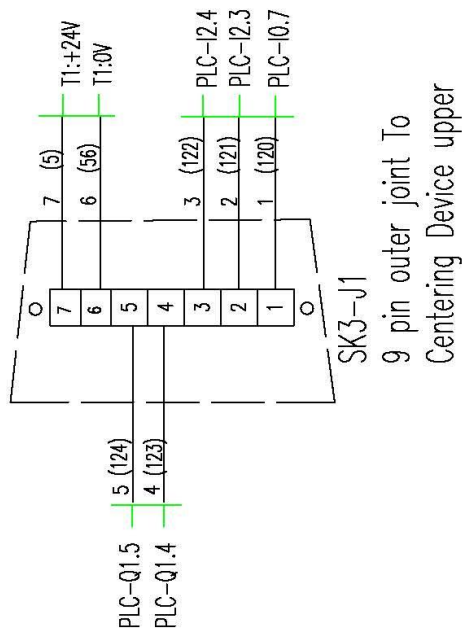 7 (5) T1:+24V
6 (56) T1:0V
3 (122) PLC-I2.4
2 (121) PLC-I2.3
1 (120) PLC-I0.7
7
6
5
4
3
2
1
PLC-Q1.5 5 (124)
PLC-Q1.4 4 (123)
SK3-J1
9 pin outer joint To
Centering Device upper